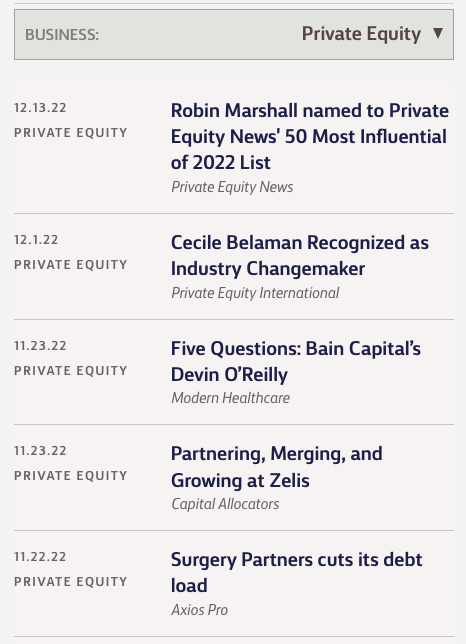 BUSINESS: Private Equity ▼
12.13.22
PRIVATE EQUITY
Robin Marshall named to Private
Equity News' 50 Most Influential
of 2022 List
Private Equity News
12.1.22
PRIVATE EQUITY
Cecile Belaman Recognized as
Industry Changemaker
Private Equity International
11.23.22
PRIVATE EQUITY
Five Questions: Bain Capital’s
Devin O’Reilly
Modern Healthcare
11.23.22
PRIVATE EQUITY
Partnering, Merging, and
Growing at Zelis
Capital Allocators
11.22.22
PRIVATE EQUITY
Surgery Partners cuts its debt
load
Axios Pro